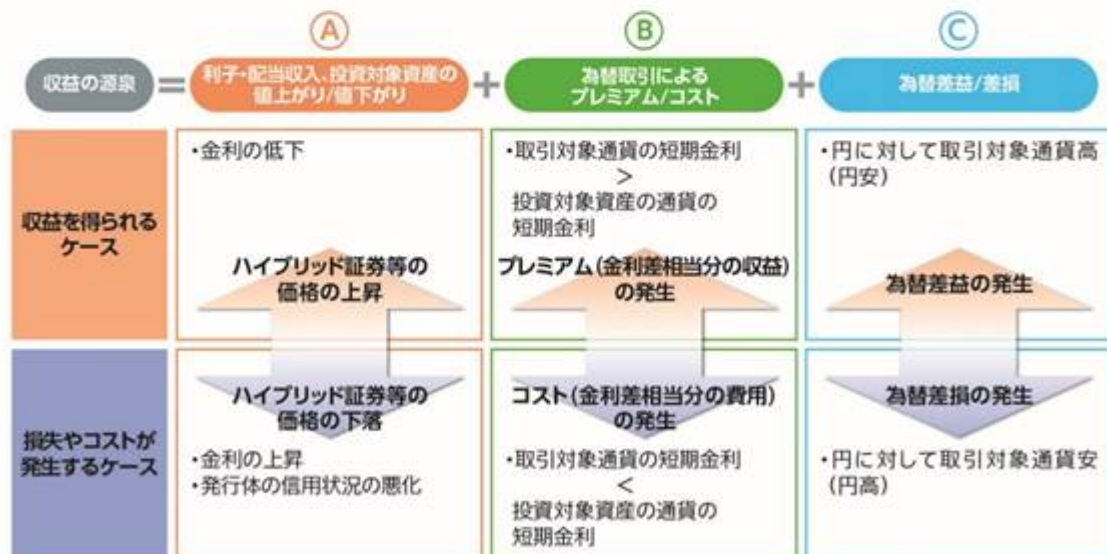 Ⓐ
Ⓑ
Ⓒ
収益の源泉
=
利子・配当収入、投資対象資産の
値上がり/値下がり
+
為替取引による
プレミアム/コスト
+
為替差益/差損
収益を得られる
ケース
・金利の低下
ハイブリッド証券等の
価格の上昇
・取引対象通貨の短期金利
>
投資対象資産の通貨の
短期金利
プレミアム(金利差相当分の収益)
の発生
・円に対して取引対象通貨高
(円安)
為替差益の発生
損失やコストが
発生するケース
ハイブリッド証券等の
価格の下落
・金利の上昇
・発行体の信用状況の悪化
コスト(金利差相当分の費用)
の発生
・取引対象通貨の短期金利
<
投資対象資産の通貨の
短期金利
為替差損の発生
・円に対して取引対象通貨安
(円高)